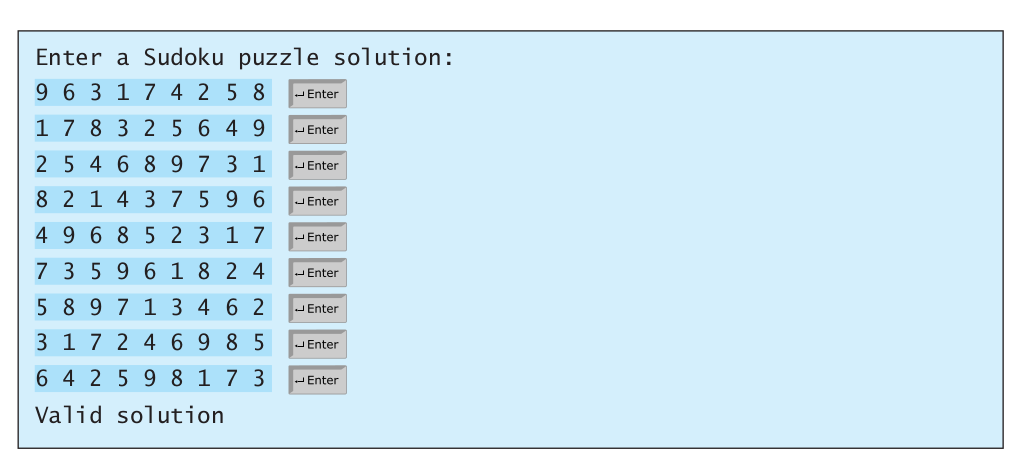 Enter a Sudoku puzzle solution:
9 6 3 1 7 4 2 5 8 ↵Enter
1 7 8 3 2 5 6 4 9 ↵Enter
2 5 4 6 8 9 7 3 1 ↵Enter
8 2 1 4 3 7 5 9 6 ↵Enter
4 9 6 8 5 2 3 1 7 ↵Enter
7 3 5 9 6 1 8 2 4 ↵Enter
5 8 9 7 1 3 4 6 2 ↵Enter
3 1 7 2 4 6 9 8 5 ↵Enter
6 4 2 5 9 8 1 7 3 ↵Enter
Valid solution